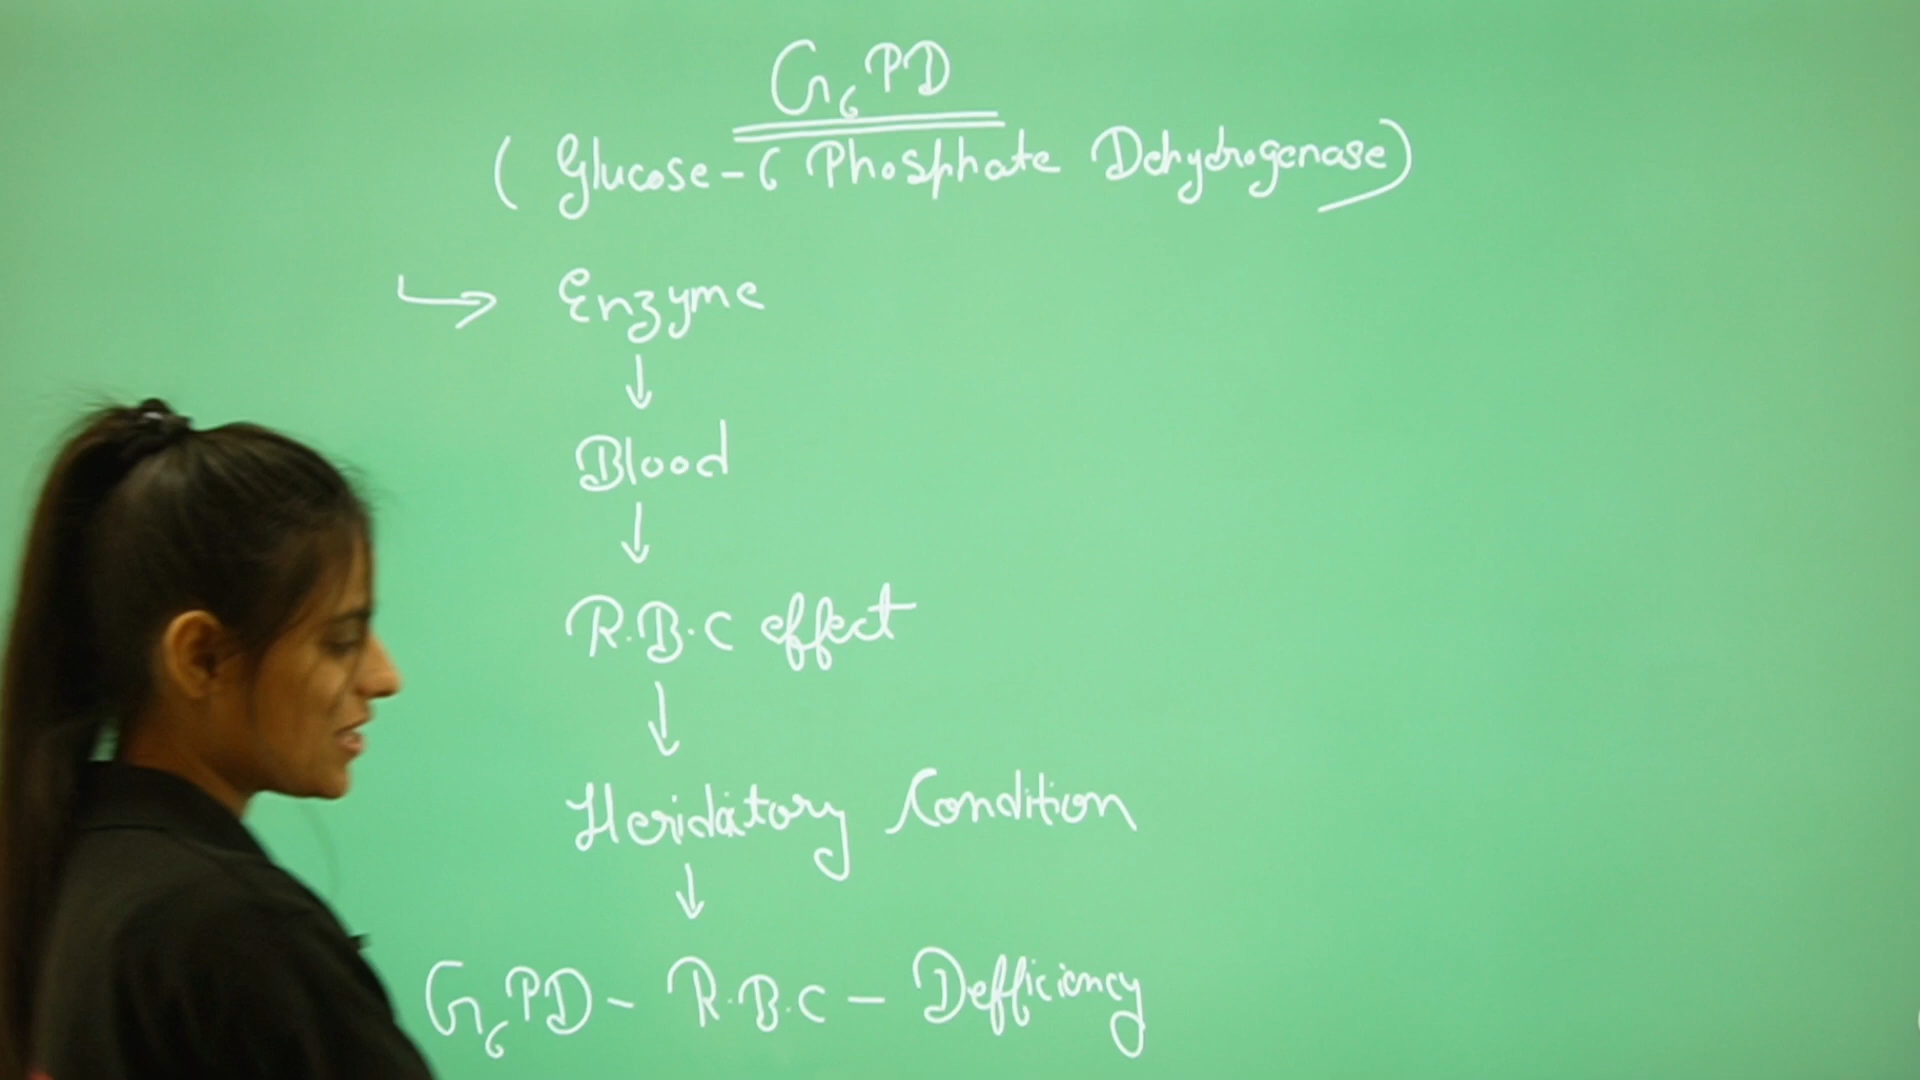 G6PD
(Glucose-6 Phosphate Dehydrogenase)
→ Enzyme
↓
Blood
↓
R.B.C effect
↓
Heridatory Condition
↓
G6PD - R.B.C - Defficiency